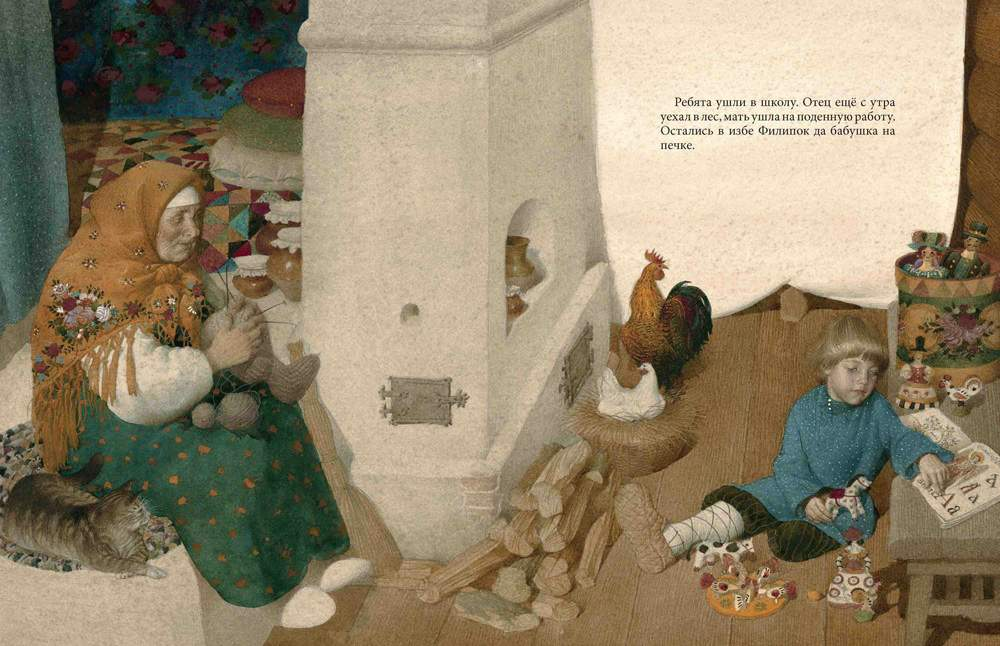 Ребята ушли в школу. Отец ещё с утра
уехал в лес, мать ушла на поденную работу.
Остались в избе Филипок да бабушка на
печке.